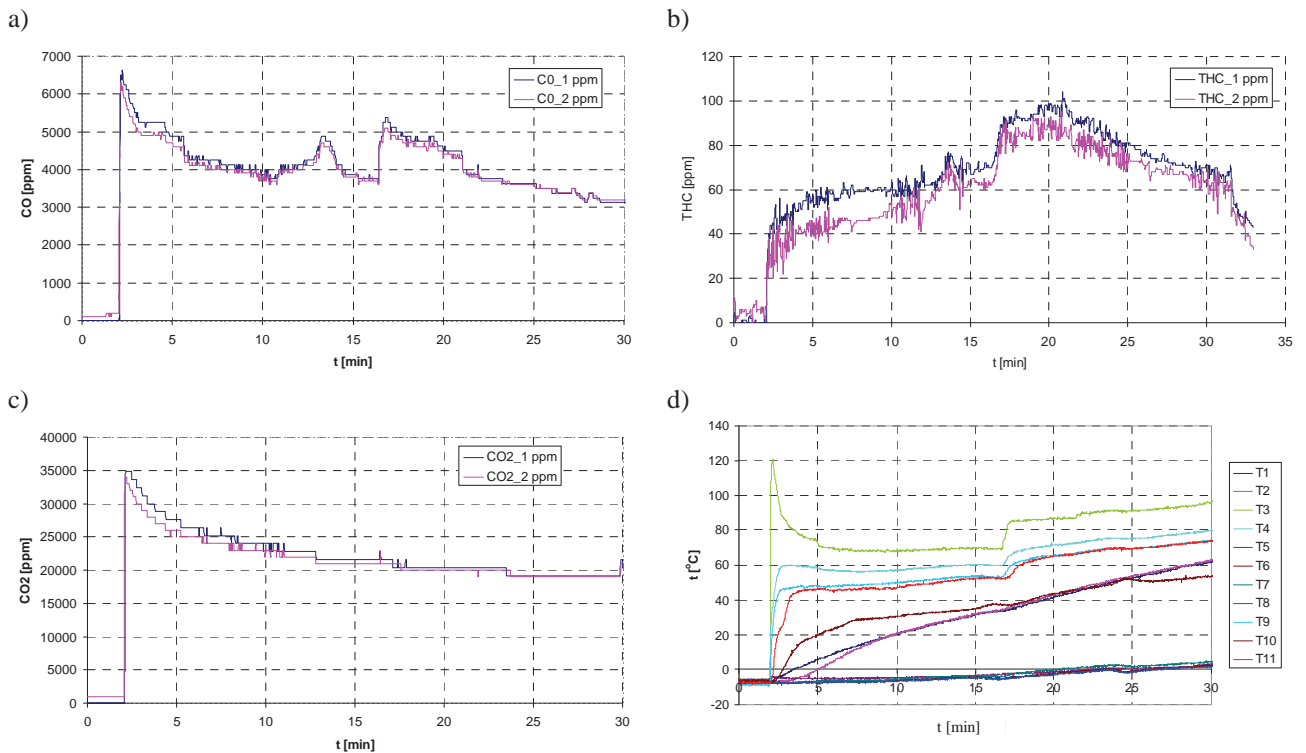 a)
7000
6000
5000
4000
3000
2000
1000
0
CO [ppm]
0 5 10 15 20 25 30
t [min]
C0_1 ppm
C0_2 ppm
b)
120
100
80
60
40
20
0
THC [ppm]
0 5 10 15 20 25 30 35
t [min]
THC_1 ppm
THC_2 ppm
c)
40000
35000
30000
25000
20000
15000
10000
5000
0
CO2 [ppm]
0 5 10 15 20 25 30
t [min]
CO2_1 ppm
CO2_2 ppm
d)
140
120
100
80
60
40
20
0
-20
t [°C]
0 5 10 15 20 25 30
t [min]
T1
T2
T3
T4
T5
T6
T7
T8
T9
T10
T11